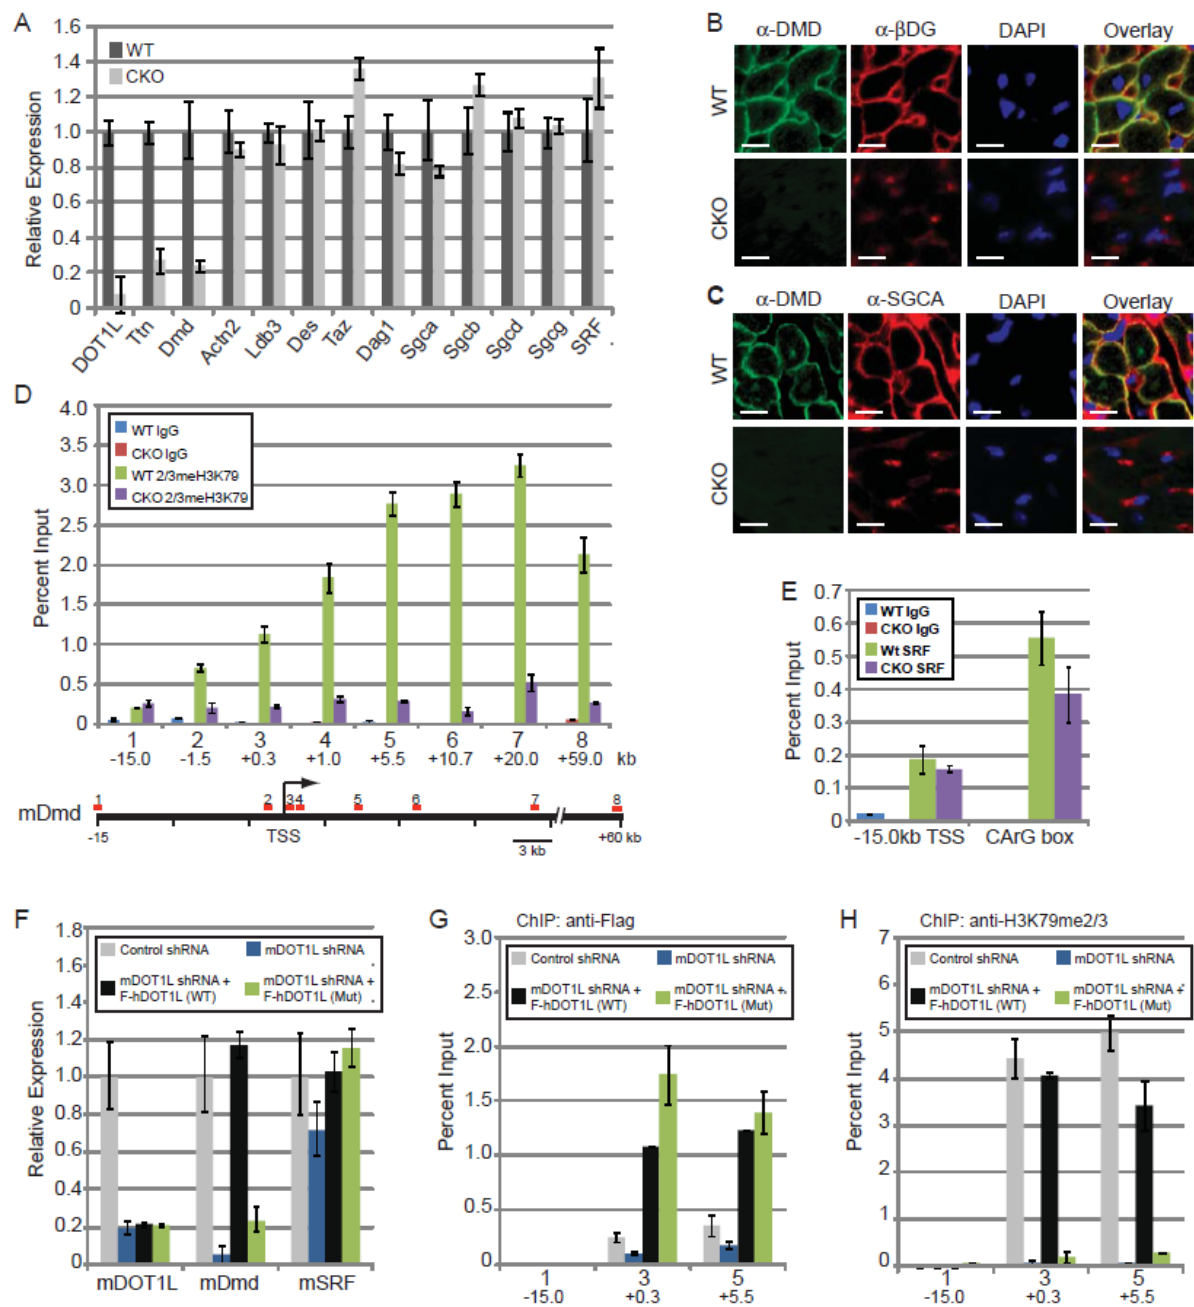 A
1.6
1.4
1.2
1.0
0.8
0.6
0.4
0.2
0
Relative Expression
WT
CKO
DOT1L
Ttn
Dmd
Actn2
Ldb3
Des
Taz
Dag1
Sgca
Sgcb
Sgcd
Sgcg
SRF
B
α-DMD α-βDG DAPI Overlay
WT
CKO
C
α-DMD α-SGCA DAPI Overlay
WT
CKO
D
4.0
3.5
3.0
2.5
2.0
1.5
1.0
0.5
0
Percent Input
WT IgG
CKO IgG
WT 2/3meH3K79
CKO 2/3meH3K79
1 2 3 4 5 6 7 8
-15.0 -1.5 +0.3 +1.0 +5.5 +10.7 +20.0 +59.0 kb
mDmd
1 2 3 4 5 6 7 8
-15 TSS +60 kb
3 kb
E
0.7
0.6
0.5
0.4
0.3
0.2
0.1
0
Percent Input
WT IgG
CKO IgG
Wt SRF
CKO SRF
-15.0kb TSS CArG box
F
1.8
1.6
1.4
1.2
1.0
0.8
0.6
0.4
0.2
0
Relative Expression
Control shRNA mDOT1L shRNA
mDOT1L shRNA + mDOT1L shRNA +
F-hDOT1L (WT) F-hDOT1L (Mut)
mDOT1L mDmd mSRF
G ChIP: anti-Flag
3.0
2.0
1.5
1.0
0.5
0
Percent Input
Control shRNA mDOT1L shRNA
mDOT1L shRNA + mDOT1L shRNA +
F-hDOT1L (WT) F-hDOT1L (Mut)
1 3 5
-15.0 +0.3 +5.5
H ChIP: anti-H3K79me2/3
7
6
5
4
3
2
1
0
Percent Input
Control shRNA mDOT1L shRNA
mDOT1L shRNA + mDOT1L shRNA +
F-hDOT1L (WT) F-hDOT1L (Mut)
1 3 5
-15.0 +0.3 +5.5